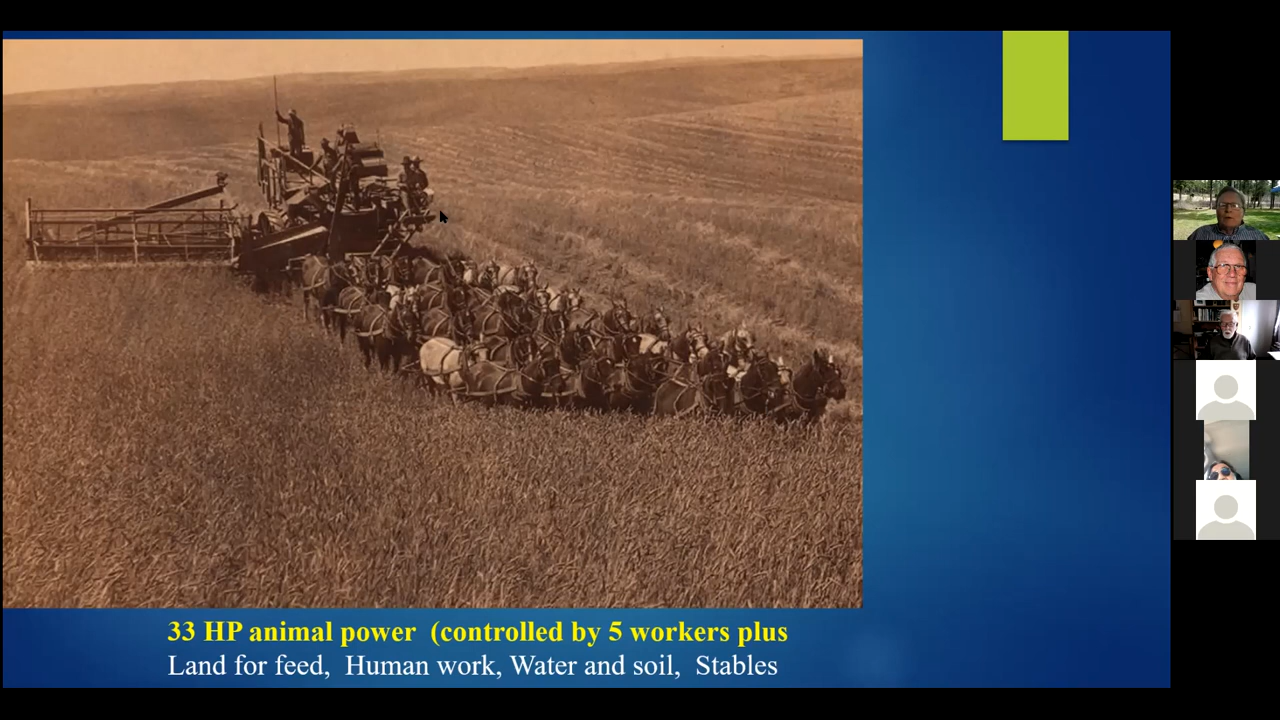 33 HP animal power (controlled by 5 workers plus
Land for feed, Human work, Water and soil, Stables